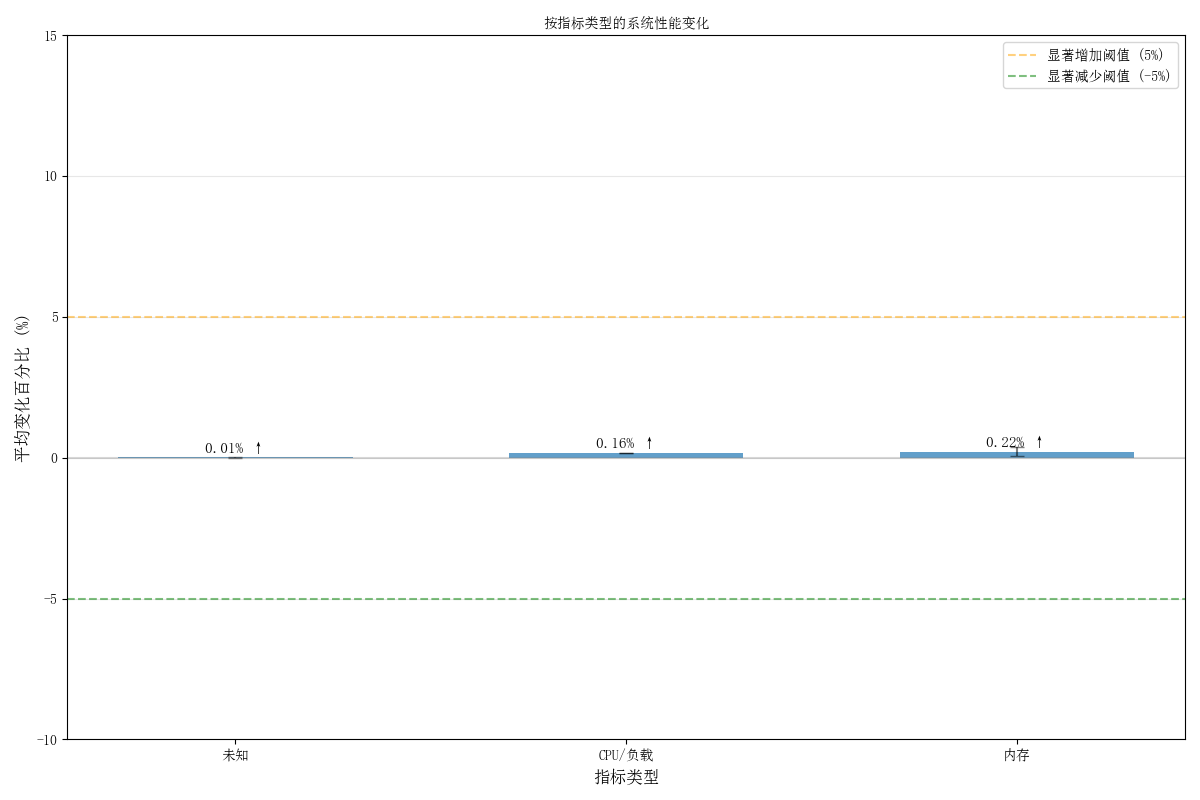 按指标类型的系统性能变化
显著增加阈值 (5%)
显著减少阈值 (-5%)
平均变化百分比 (%)
15
10
5
0
-5
-10
0.01% ↑
0.16% ↑
0.22% ↑
未知
CPU/负载
内存
指标类型